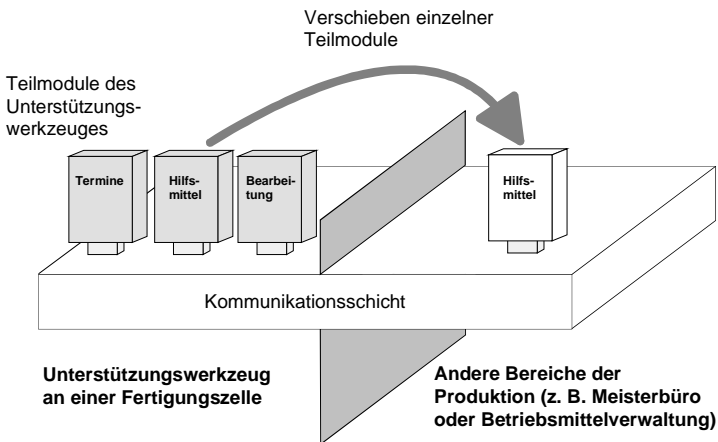 Verschieben einzelner
Teilmodule
Teilmodule des
Unterstützungs-
werkzeuges
Termine
Hilfs-
mittel
Bearbei-
tung
Hilfs-
mittel
Kommunikationsschicht
Unterstützungswerkzeug
an einer Fertigungszelle
Andere Bereiche der
Produktion (z. B. Meisterbüro
oder Betriebsmittelverwaltung)